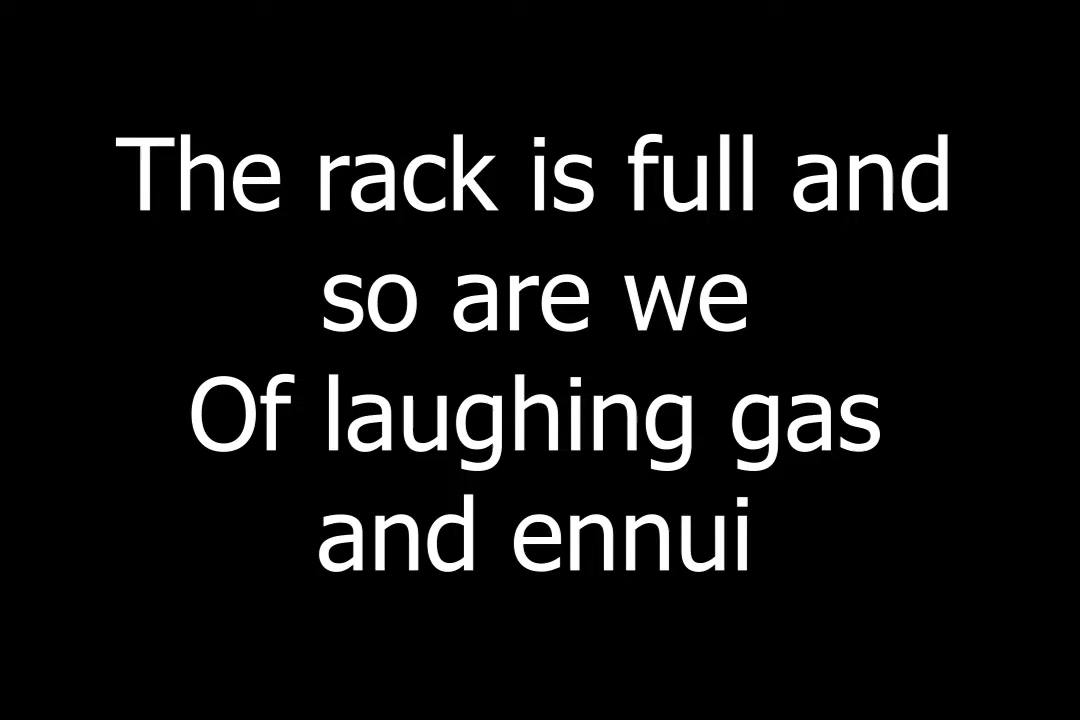 The rack is full and
so are we
Of laughing gas
and ennui